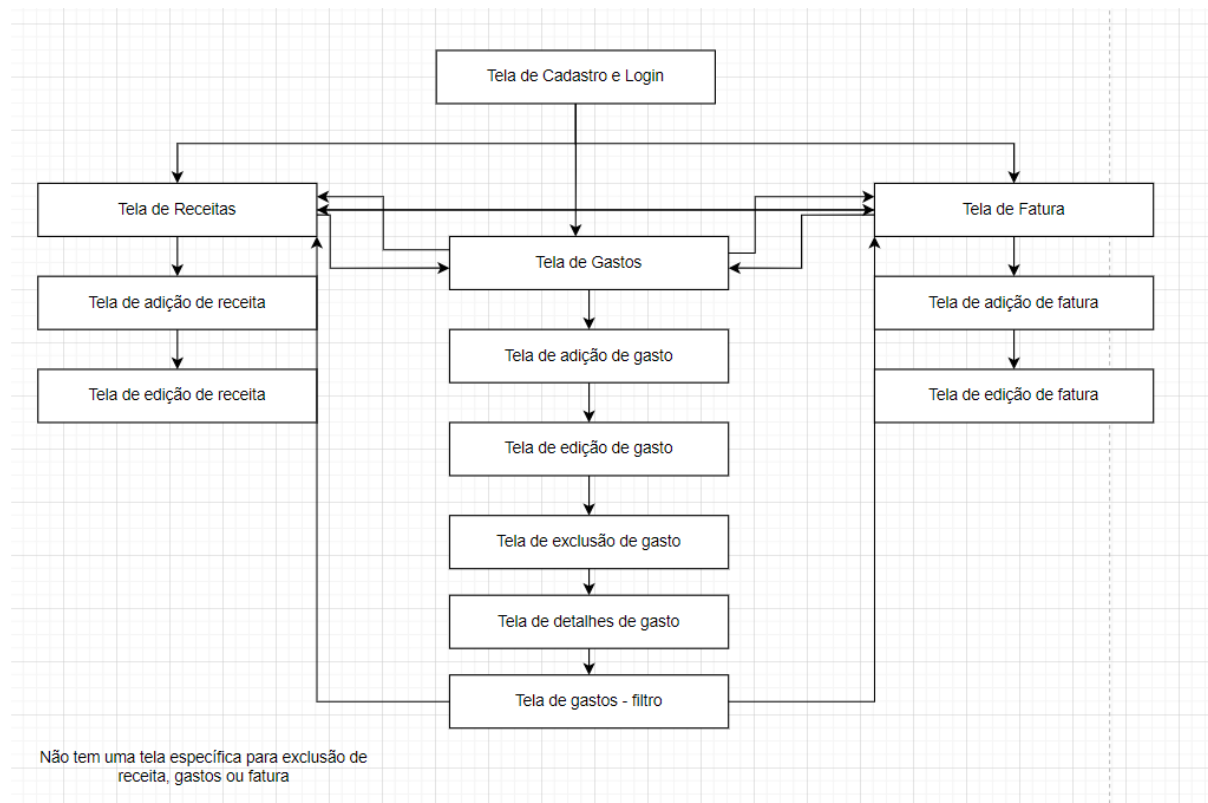 Tela de Cadastro e Login
Tela de Receitas
Tela de Fatura
Tela de Gastos
Tela de adição de receita
Tela de adição de fatura
Tela de adição de gasto
Tela de edição de receita
Tela de edição de fatura
Tela de edição de gasto
Tela de exclusão de gasto
Tela de detalhes de gasto
Tela de gastos - filtro
Não tem uma tela específica para exclusão de
receita, gastos ou fatura